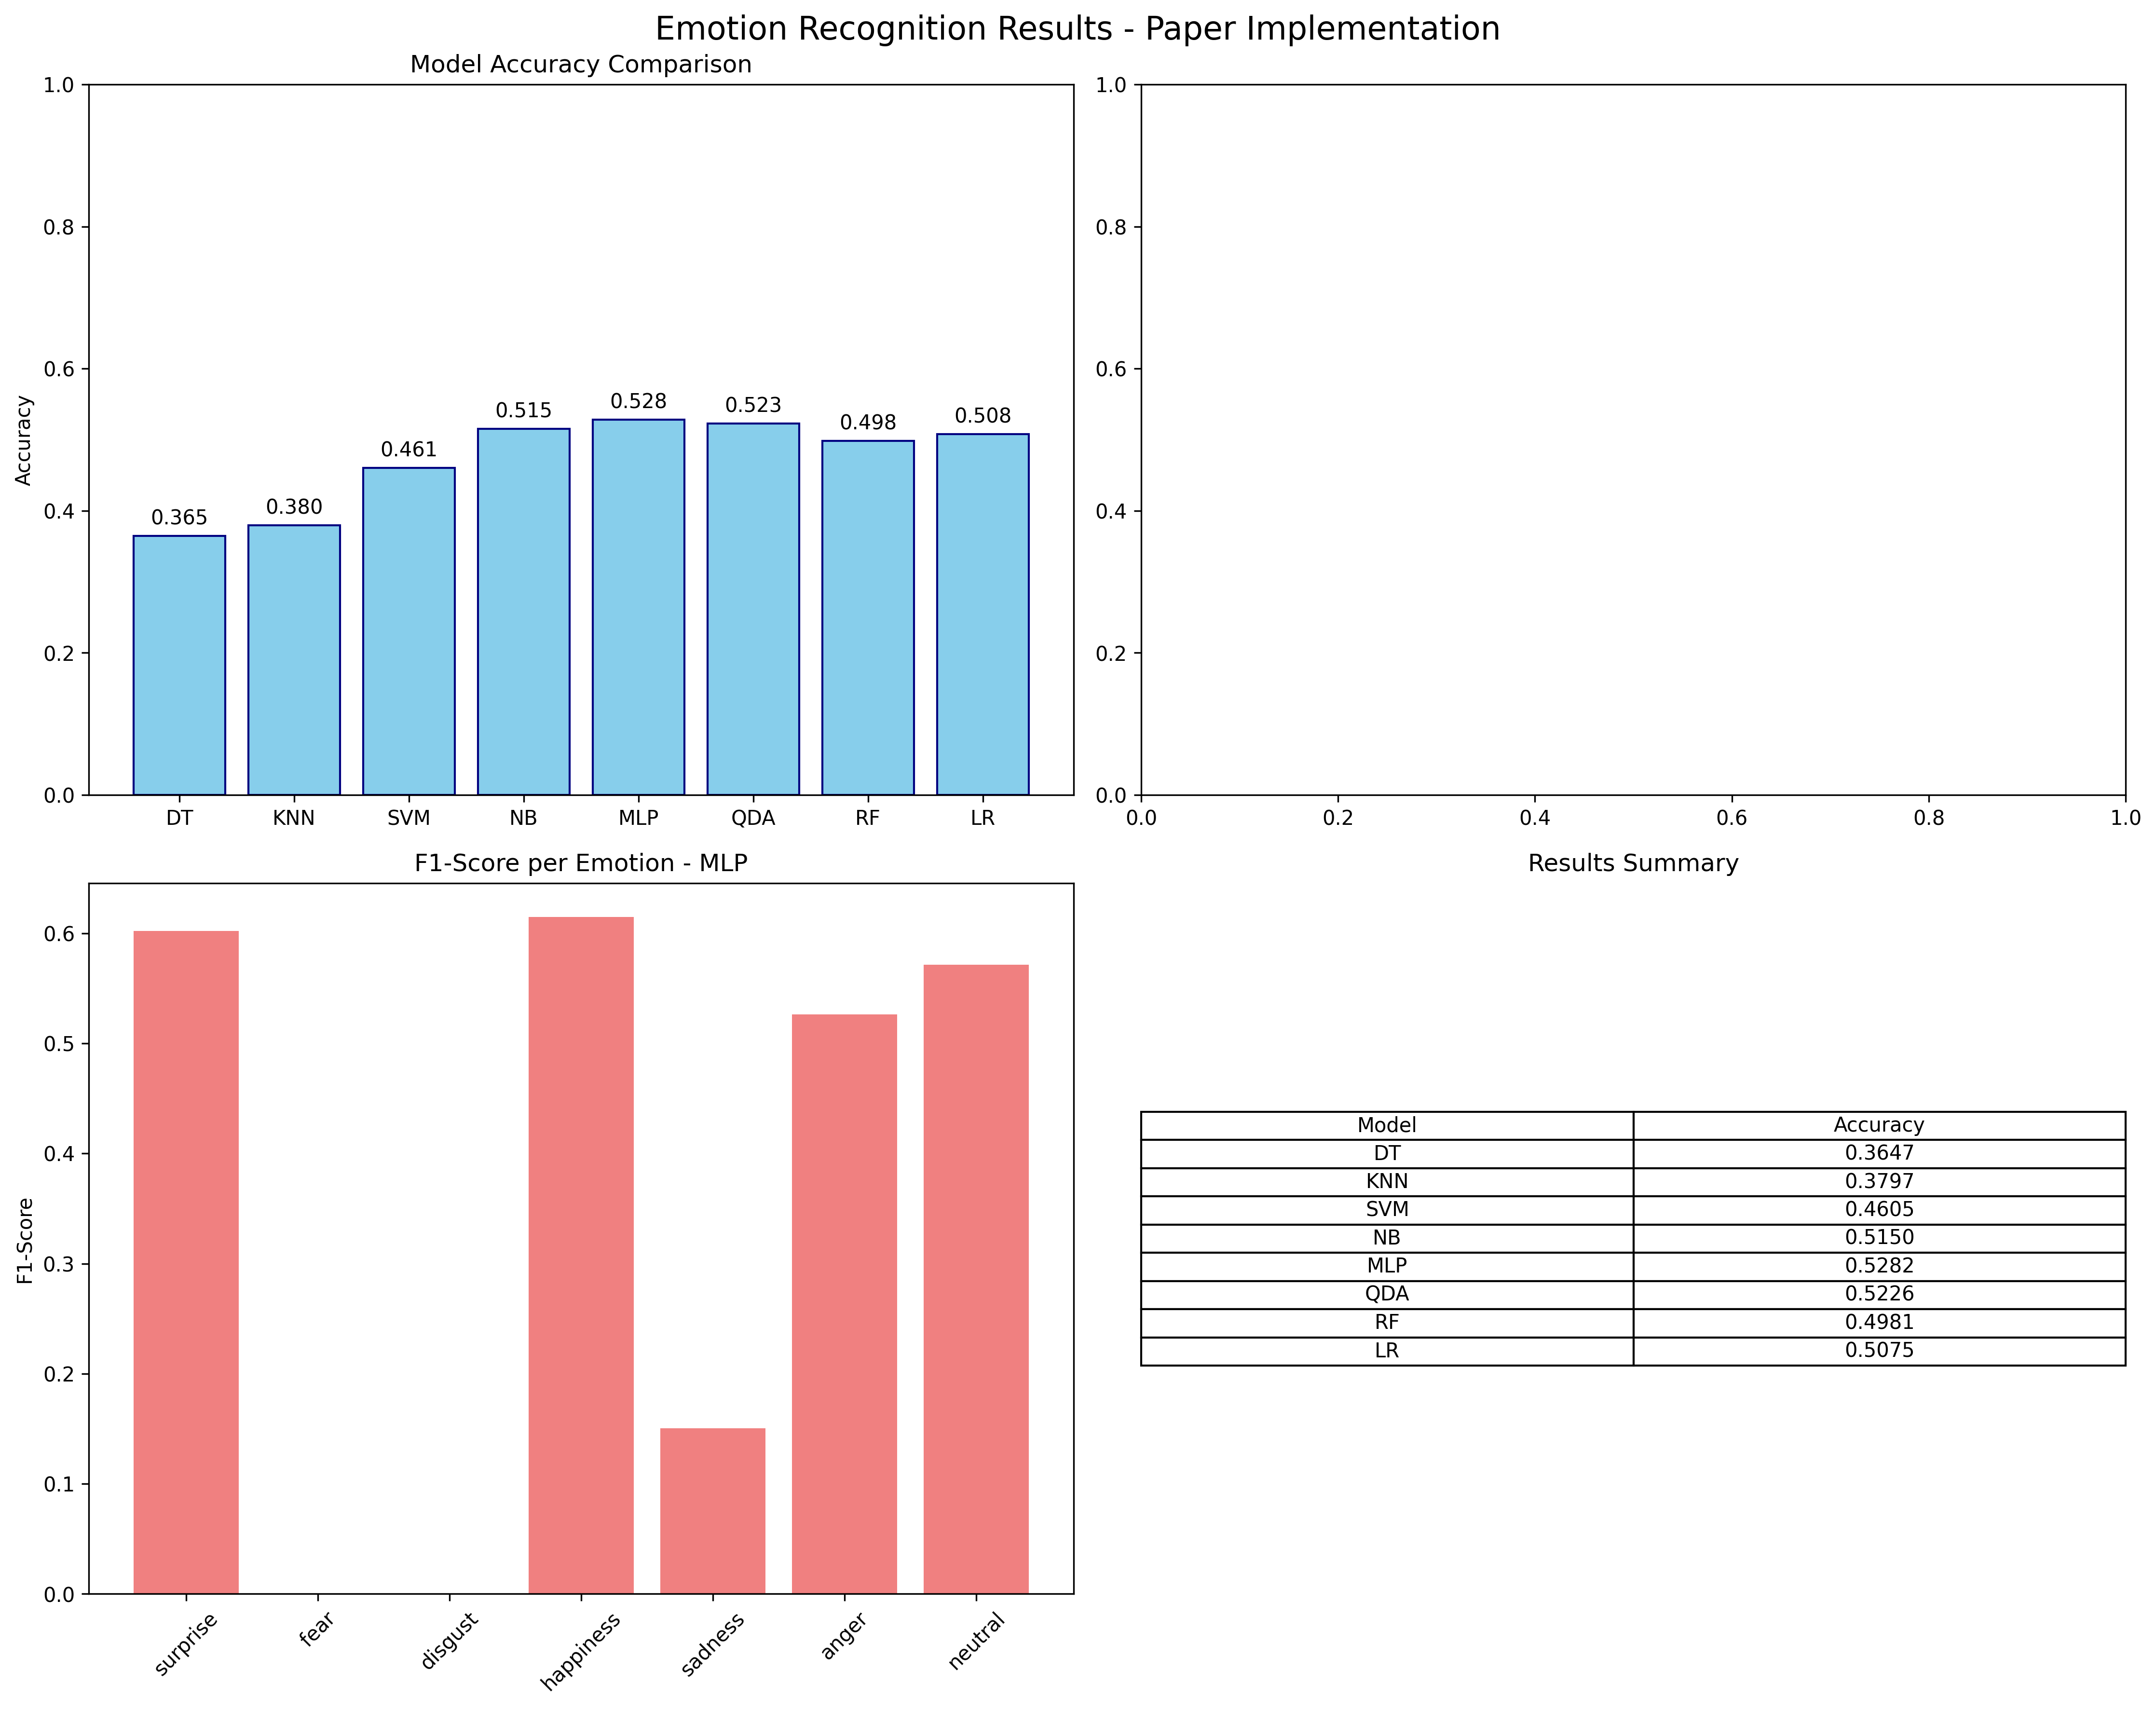 Emotion Recognition Results - Paper Implementation
Model Accuracy Comparison
1.0
0.8
0.6
0.4
0.2
0.0
Accuracy
0.365
0.380
0.461
0.515
0.528
0.523
0.498
0.508
DT KNN SVM NB MLP QDA RF LR
1.0
0.8
0.6
0.4
0.2
0.0
0.0 0.2 0.4 0.6 0.8 1.0
F1-Score per Emotion - MLP
0.6
0.5
0.4
0.3
0.2
0.1
0.0
F1-Score
surprise fear disgust happiness sadness anger neutral
Results Summary
Model Accuracy
DT 0.3647
KNN 0.3797
SVM 0.4605
NB 0.5150
MLP 0.5282
QDA 0.5226
RF 0.4981
LR 0.5075